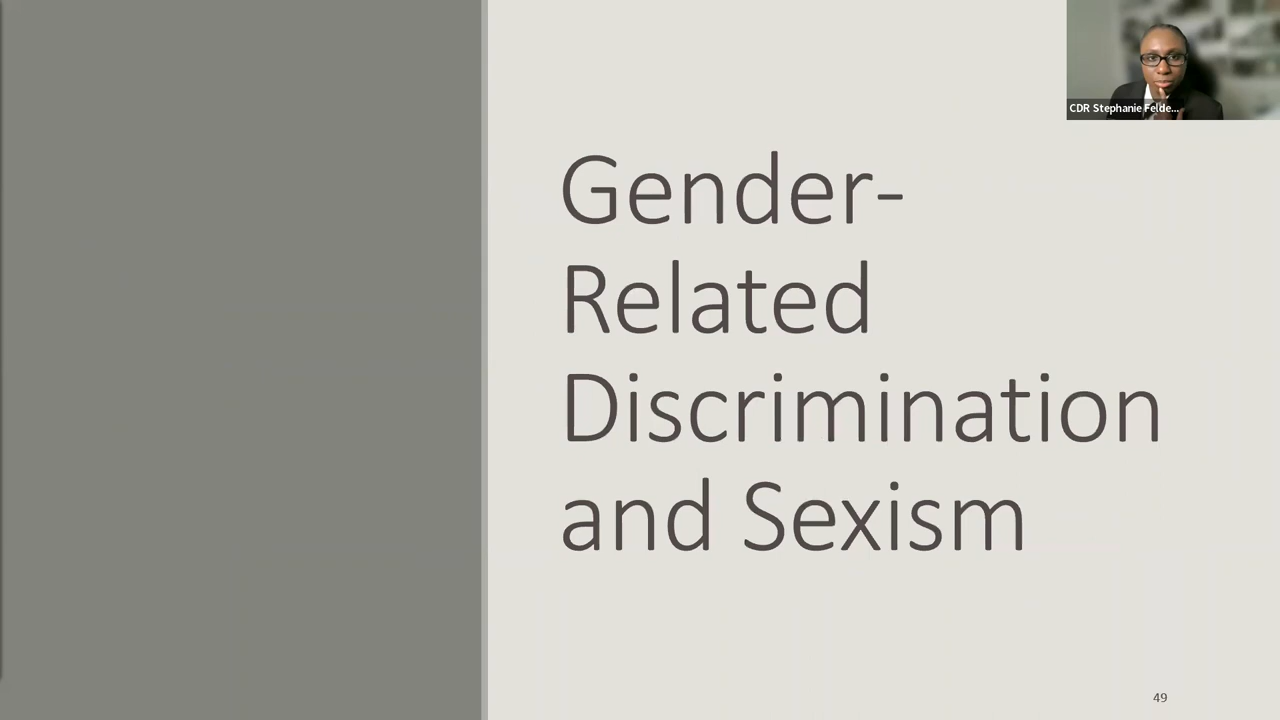 CDR Stephanie Felde...
Gender-
Related
Discrimination
and Sexism
49